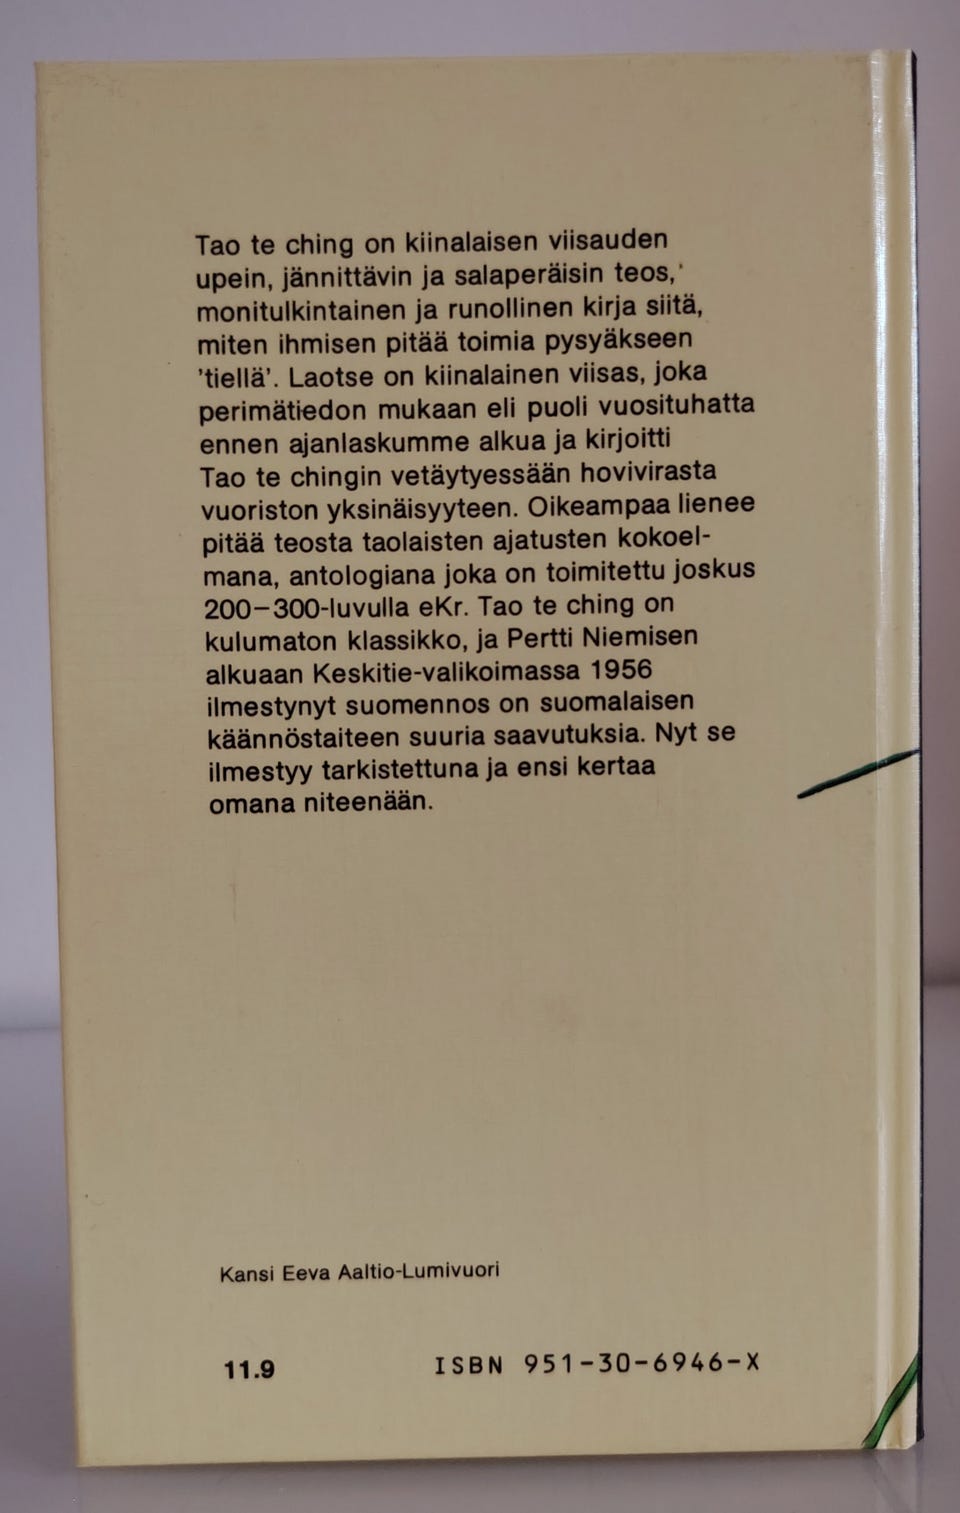 Tao te ching on kiinalaisen viisauden
upein, jännittävin ja salaperäisin teos,
monitulkintainen ja runollinen kirja siitä,
miten ihmisen pitää toimia pysyäkseen
'tiellä'. Laotse on kiinalainen viisas, joka
perimätiedon mukaan eli puoli vuosituhatta
ennen ajanlaskumme alkua ja kirjoitti
Tao te chingin vetäytyessään hovivirasta
vuoriston yksinäisyyteen. Oikeampaa lienee
pitää teosta taolaisten ajatusten kokoel-
mana, antologiana joka on toimitettu joskus
200–300-luvulla eKr. Tao te ching on
kulumaton klassikko, ja Pertti Niemisen
alkuaan Keskitie-valikoimassa 1956
ilmestynyt suomennos on suomalaisen
käännöstaiteen suuria saavutuksia. Nyt se
ilmestyy tarkistettuna ja ensi kertaa
omana niteenään.
Kansi Eeva Aaltio-Lumivuori
11.9 ISBN 951-30-6946-X